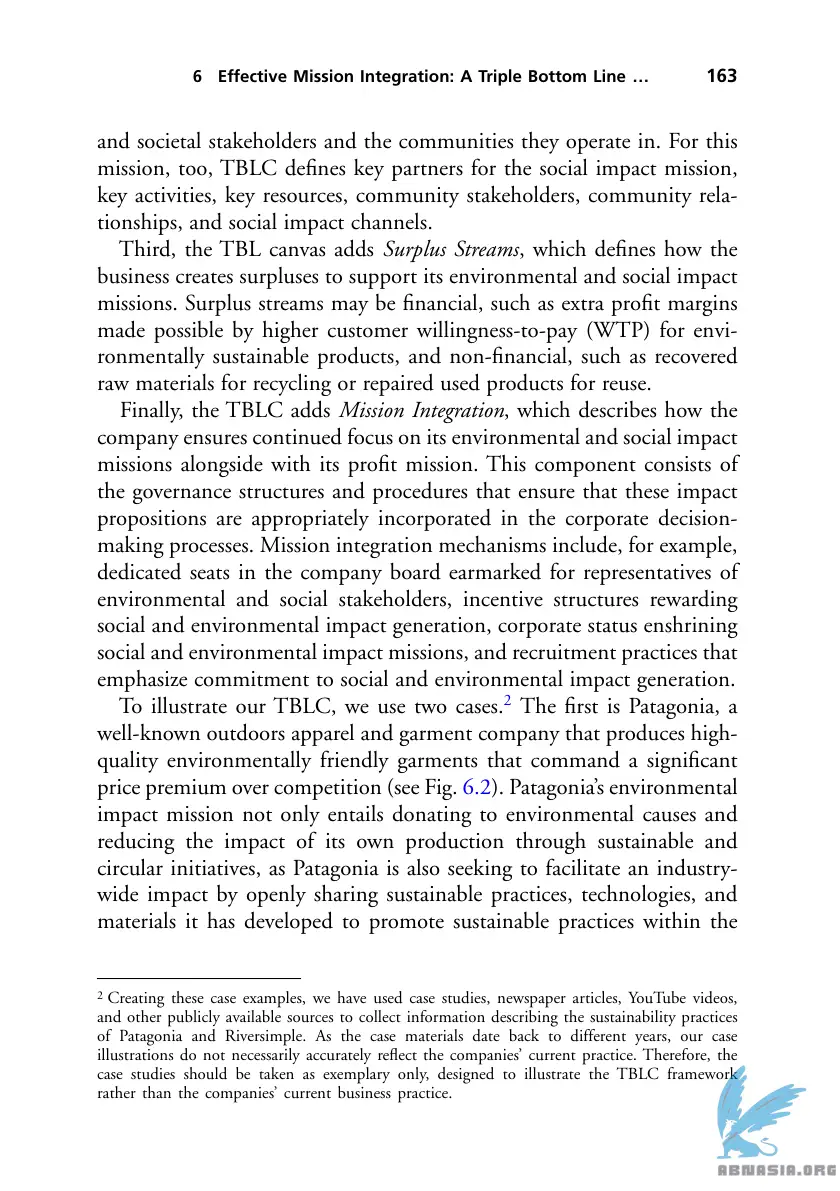 6 Effective Mission Integration: A Triple Bottom Line … 163
and societal stakeholders and the communities they operate in. For this
mission, too, TBLC defines key partners for the social impact mission,
key activities, key resources, community stakeholders, community rela-
tionships, and social impact channels.
Third, the TBL canvas adds Surplus Streams, which defines how the
business creates surpluses to support its environmental and social impact
missions. Surplus streams may be financial, such as extra profit margins
made possible by higher customer willingness-to-pay (WTP) for envi-
ronmentally sustainable products, and non-financial, such as recovered
raw materials for recycling or repaired used products for reuse.
Finally, the TBLC adds Mission Integration, which describes how the
company ensures continued focus on its environmental and social impact
missions alongside with its profit mission. This component consists of
the governance structures and procedures that ensure that these impact
propositions are appropriately incorporated in the corporate decision-
making processes. Mission integration mechanisms include, for example,
dedicated seats in the company board earmarked for representatives of
environmental and social stakeholders, incentive structures rewarding
social and environmental impact generation, corporate status enshrining
social and environmental impact missions, and recruitment practices that
emphasize commitment to social and environmental impact generation.
To illustrate our TBLC, we use two cases.2 The first is Patagonia, a
well-known outdoors apparel and garment company that produces high-
quality environmentally friendly garments that command a significant
price premium over competition (see Fig. 6.2). Patagonia’s environmental
impact mission not only entails donating to environmental causes and
reducing the impact of its own production through sustainable and
circular initiatives, as Patagonia is also seeking to facilitate an industry-
wide impact by openly sharing sustainable practices, technologies, and
materials it has developed to promote sustainable practices within the
2 Creating these case examples, we have used case studies, newspaper articles, YouTube videos,
and other publicly available sources to collect information describing the sustainability practices
of Patagonia and Riversimple. As the case materials date back to different years, our case
illustrations do not necessarily accurately reflect the companies’ current practice. Therefore, the
case studies should be taken as exemplary only, designed to illustrate the TBLC framework
rather than the companies’ current business practice.
ABNASIA.ORG